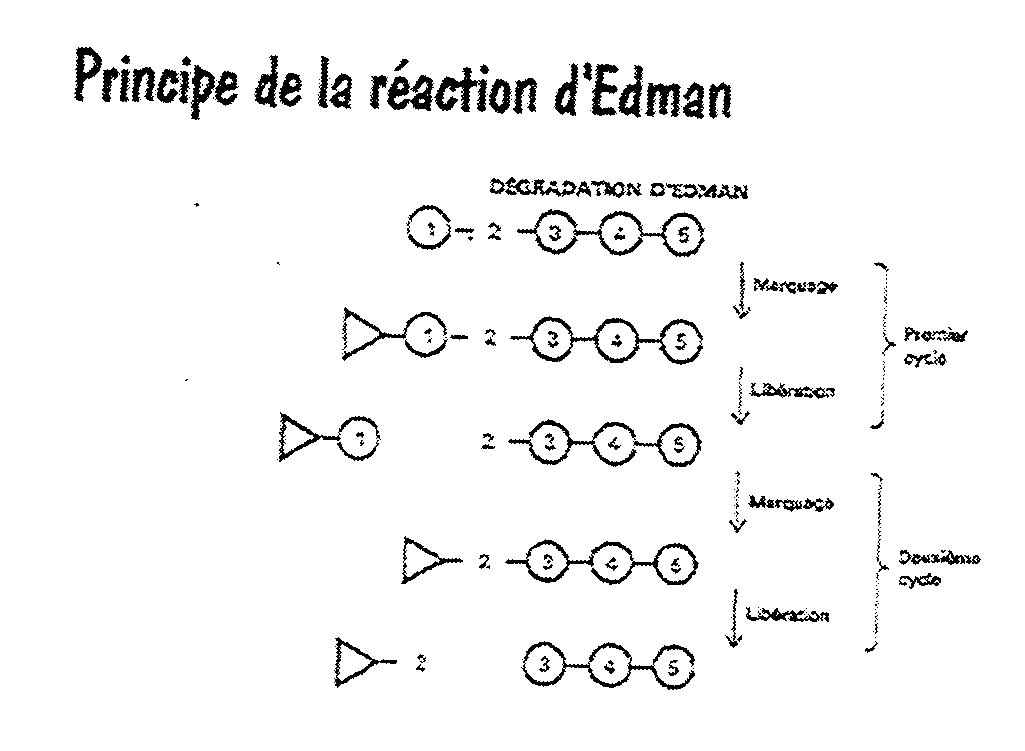 Principe de la réaction d'Edman
DÉGRADATION D'EDMAN
1 2 3 4 5
Marquage
1 2 3 4 5
Premier
cycle
Libération
1 2 3 4 5
Marquage
2 3 4 5
Deuxième
cycle
Libération
2 3 4 5